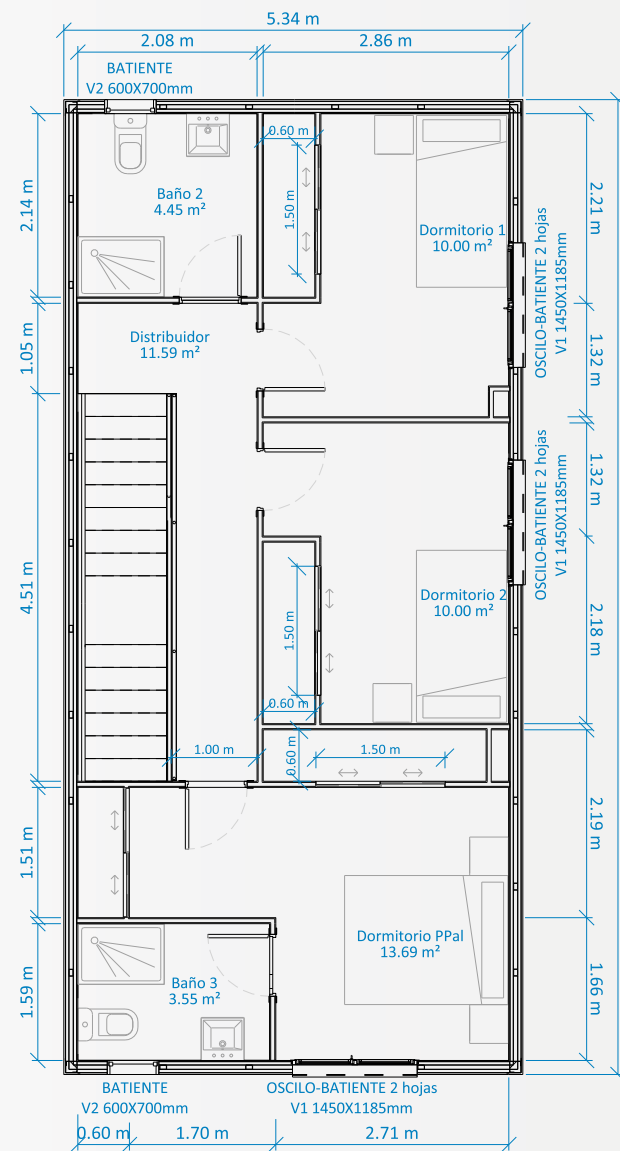 5.34 m
2.08 m
2.86 m
BATIENTE
V2 600X700mm
0.60 m
2.14 m
1.50 m
2.21 m
Baño 2
4.45 m²
Dormitorio 1
10.00 m²
OSCILO-BATIENTE 2 hojas
V1 1450X1185mm
1.05 m
Distribuidor
11.59 m²
1.32 m
1.32 m
OSCILO-BATIENTE 2 hojas
V1 1450X1185mm
4.51 m
1.50 m
Dormitorio 2
10.00 m²
2.18 m
0.60 m
1.00 m
0.60 m
1.50 m
1.51 m
2.19 m
Dormitorio PPal
13.69 m²
1.59 m
Baño 3
3.55 m²
1.66 m
BATIENTE
V2 600X700mm
OSCILO-BATIENTE 2 hojas
V1 1450X1185mm
0.60 m
1.70 m
2.71 m